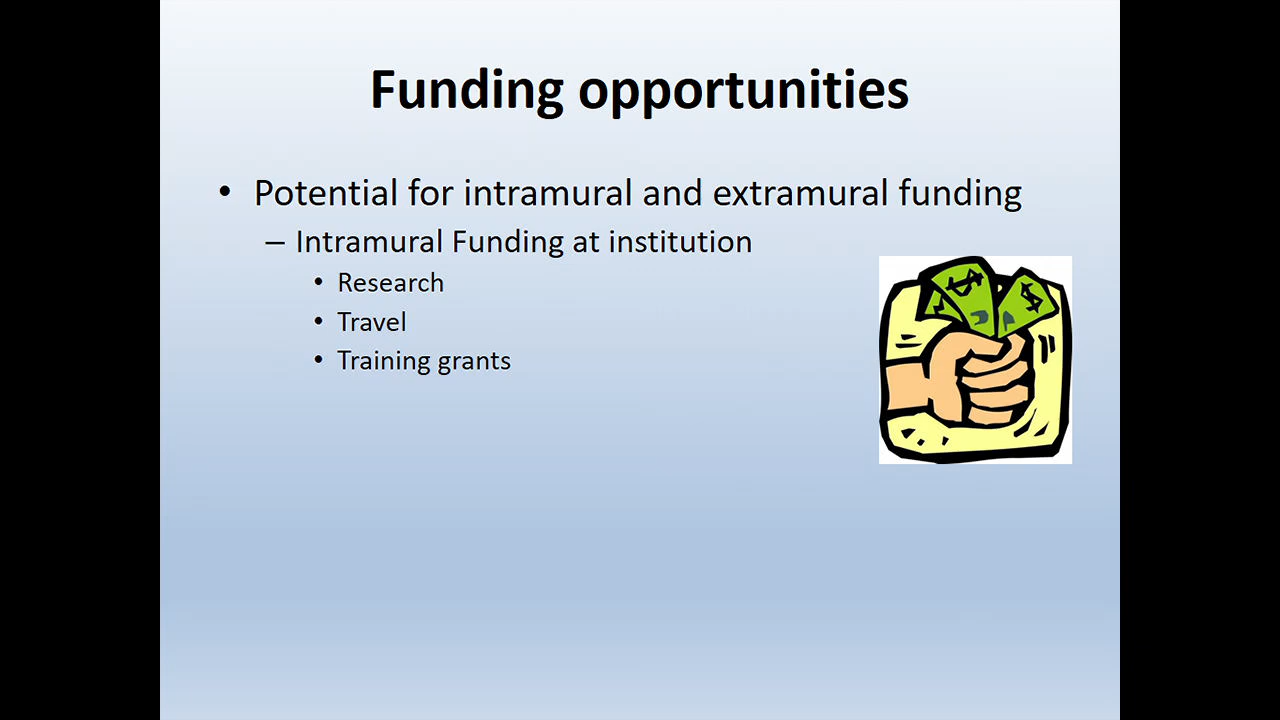 Funding opportunities
• Potential for intramural and extramural funding
– Intramural Funding at institution
• Research
• Travel
• Training grants